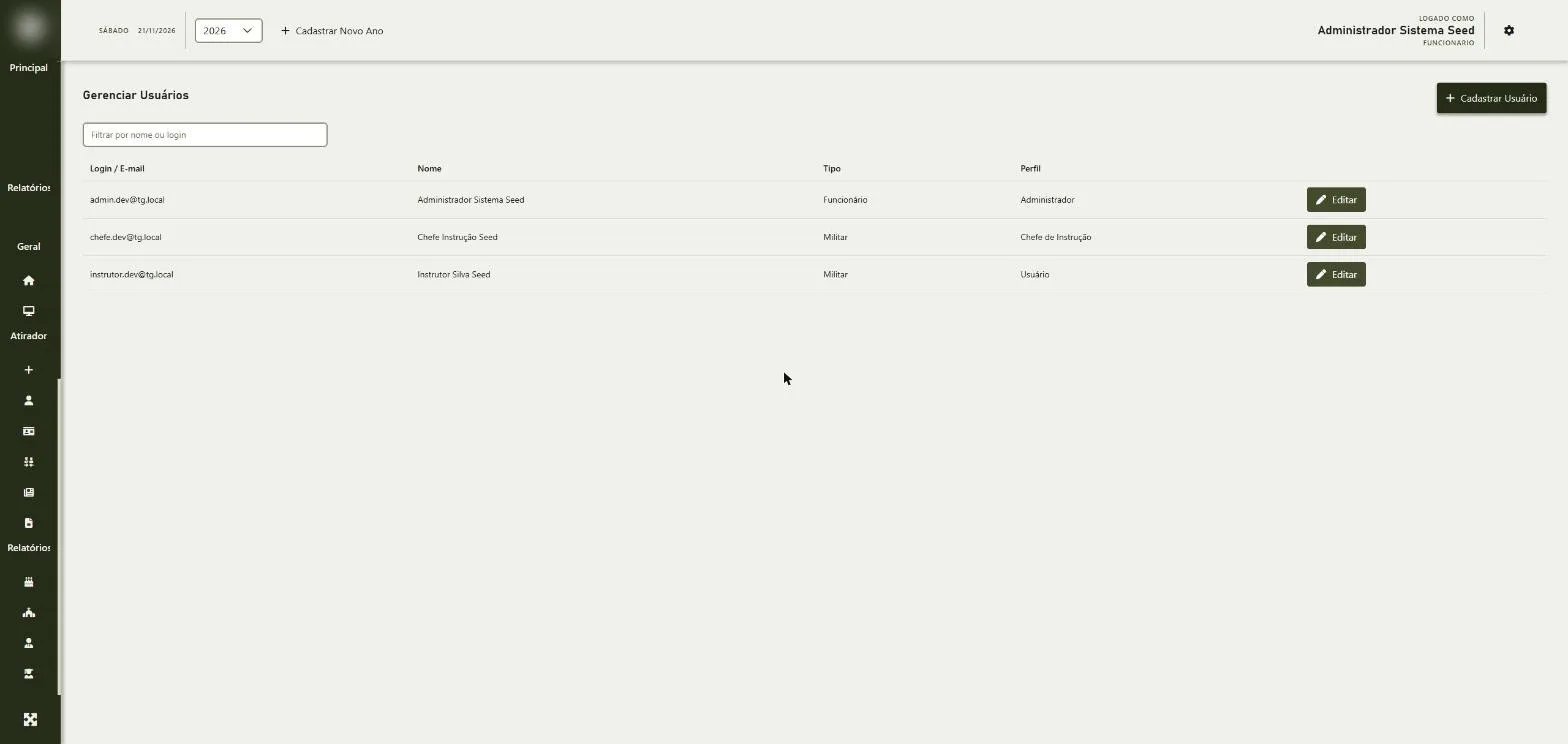 SÁBADO 21/11/2026
2026
Cadastrar Novo Ano
LOGADO COMO
Administrador Sistema Seed
FUNCIONARIO
Principal
Relatórios
Geral
Atirador
Relatórios
Gerenciar Usuários
Cadastrar Usuário
Filtrar por nome ou login
Login / E-mail Nome Tipo Perfil
admin.dev@tg.local Administrador Sistema Seed Funcionário Administrador Editar
chefe.dev@tg.local Chefe Instrução Seed Militar Chefe de Instrução Editar
instrutor.dev@tg.local Instrutor Silva Seed Militar Usuário Editar